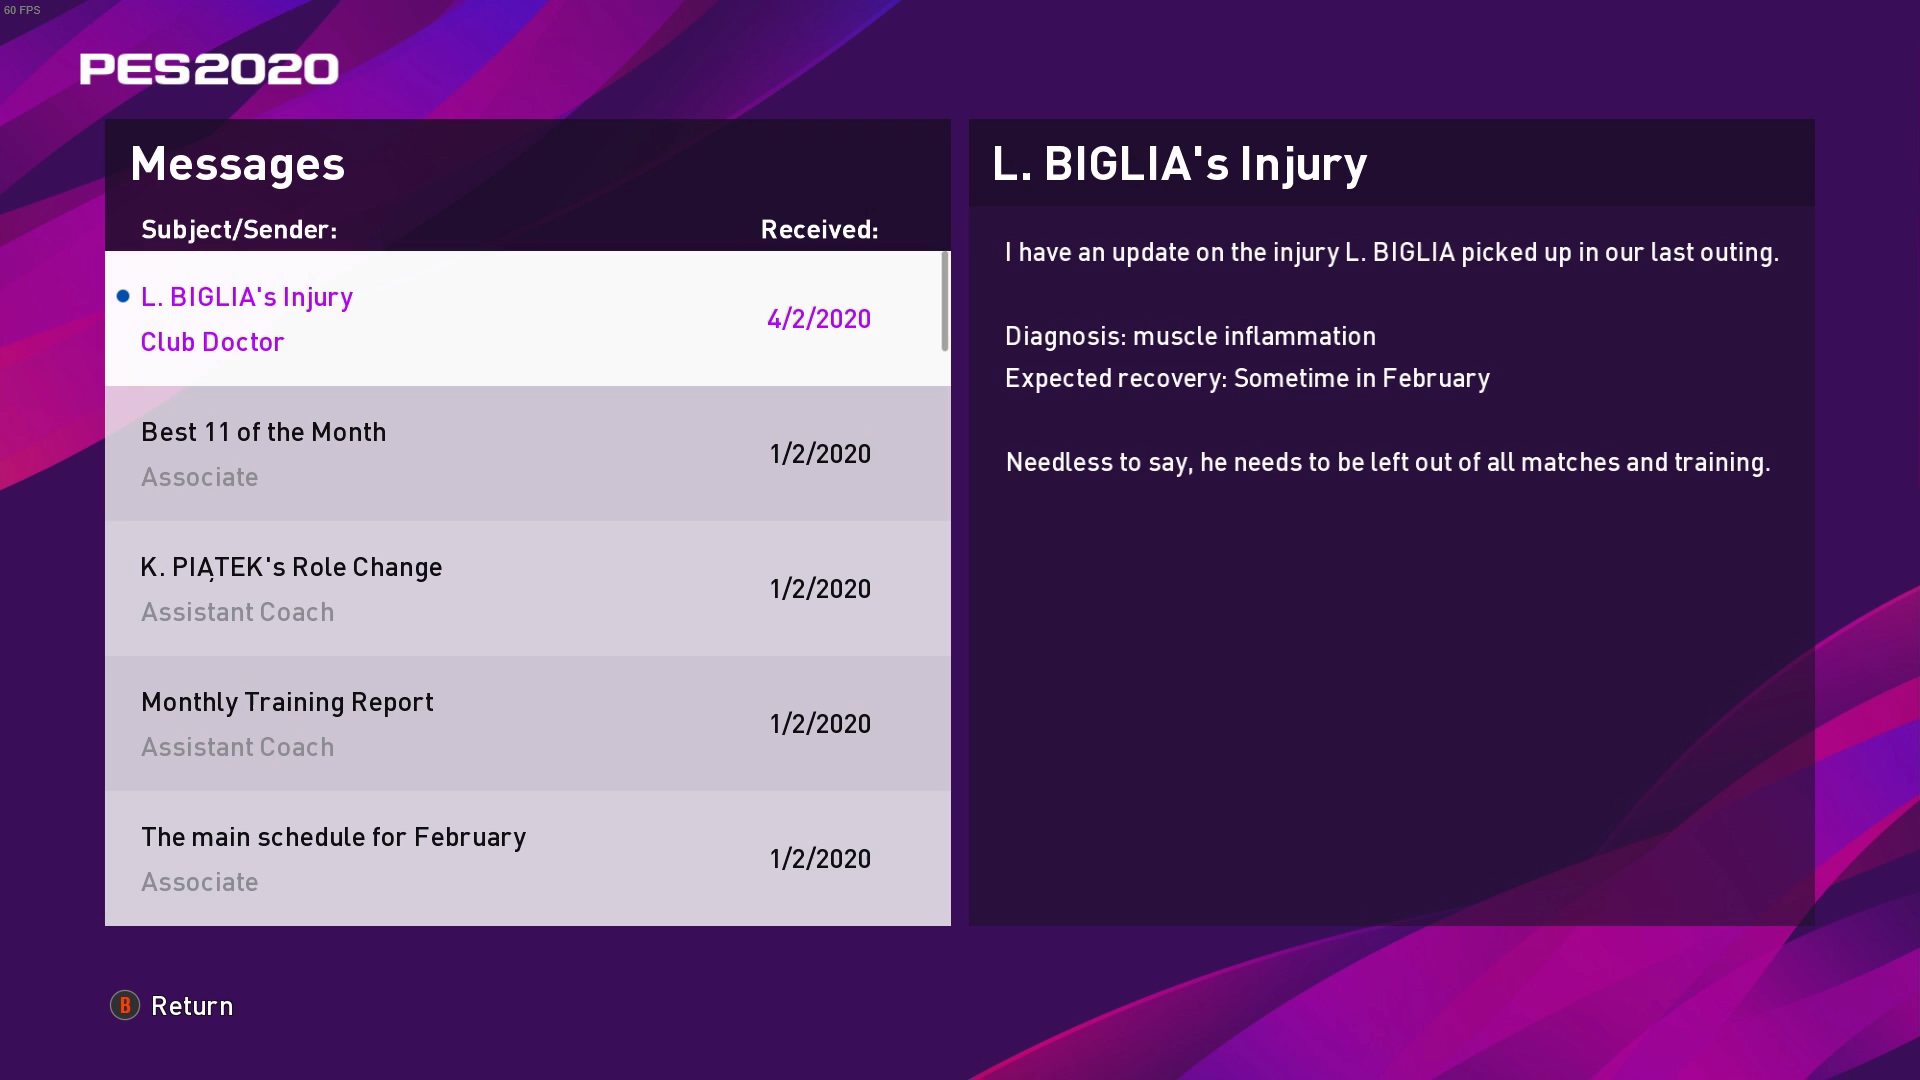 60 FPS
PES2020
Messages
Subject/Sender: Received:
L. BIGLIA's Injury
Club Doctor
4/2/2020
Best 11 of the Month
Associate
1/2/2020
K. PIĄTEK's Role Change
Assistant Coach
1/2/2020
Monthly Training Report
Assistant Coach
1/2/2020
The main schedule for February
Associate
1/2/2020
L. BIGLIA's Injury
I have an update on the injury L. BIGLIA picked up in our last outing.
Diagnosis: muscle inflammation
Expected recovery: Sometime in February
Needless to say, he needs to be left out of all matches and training.
B Return